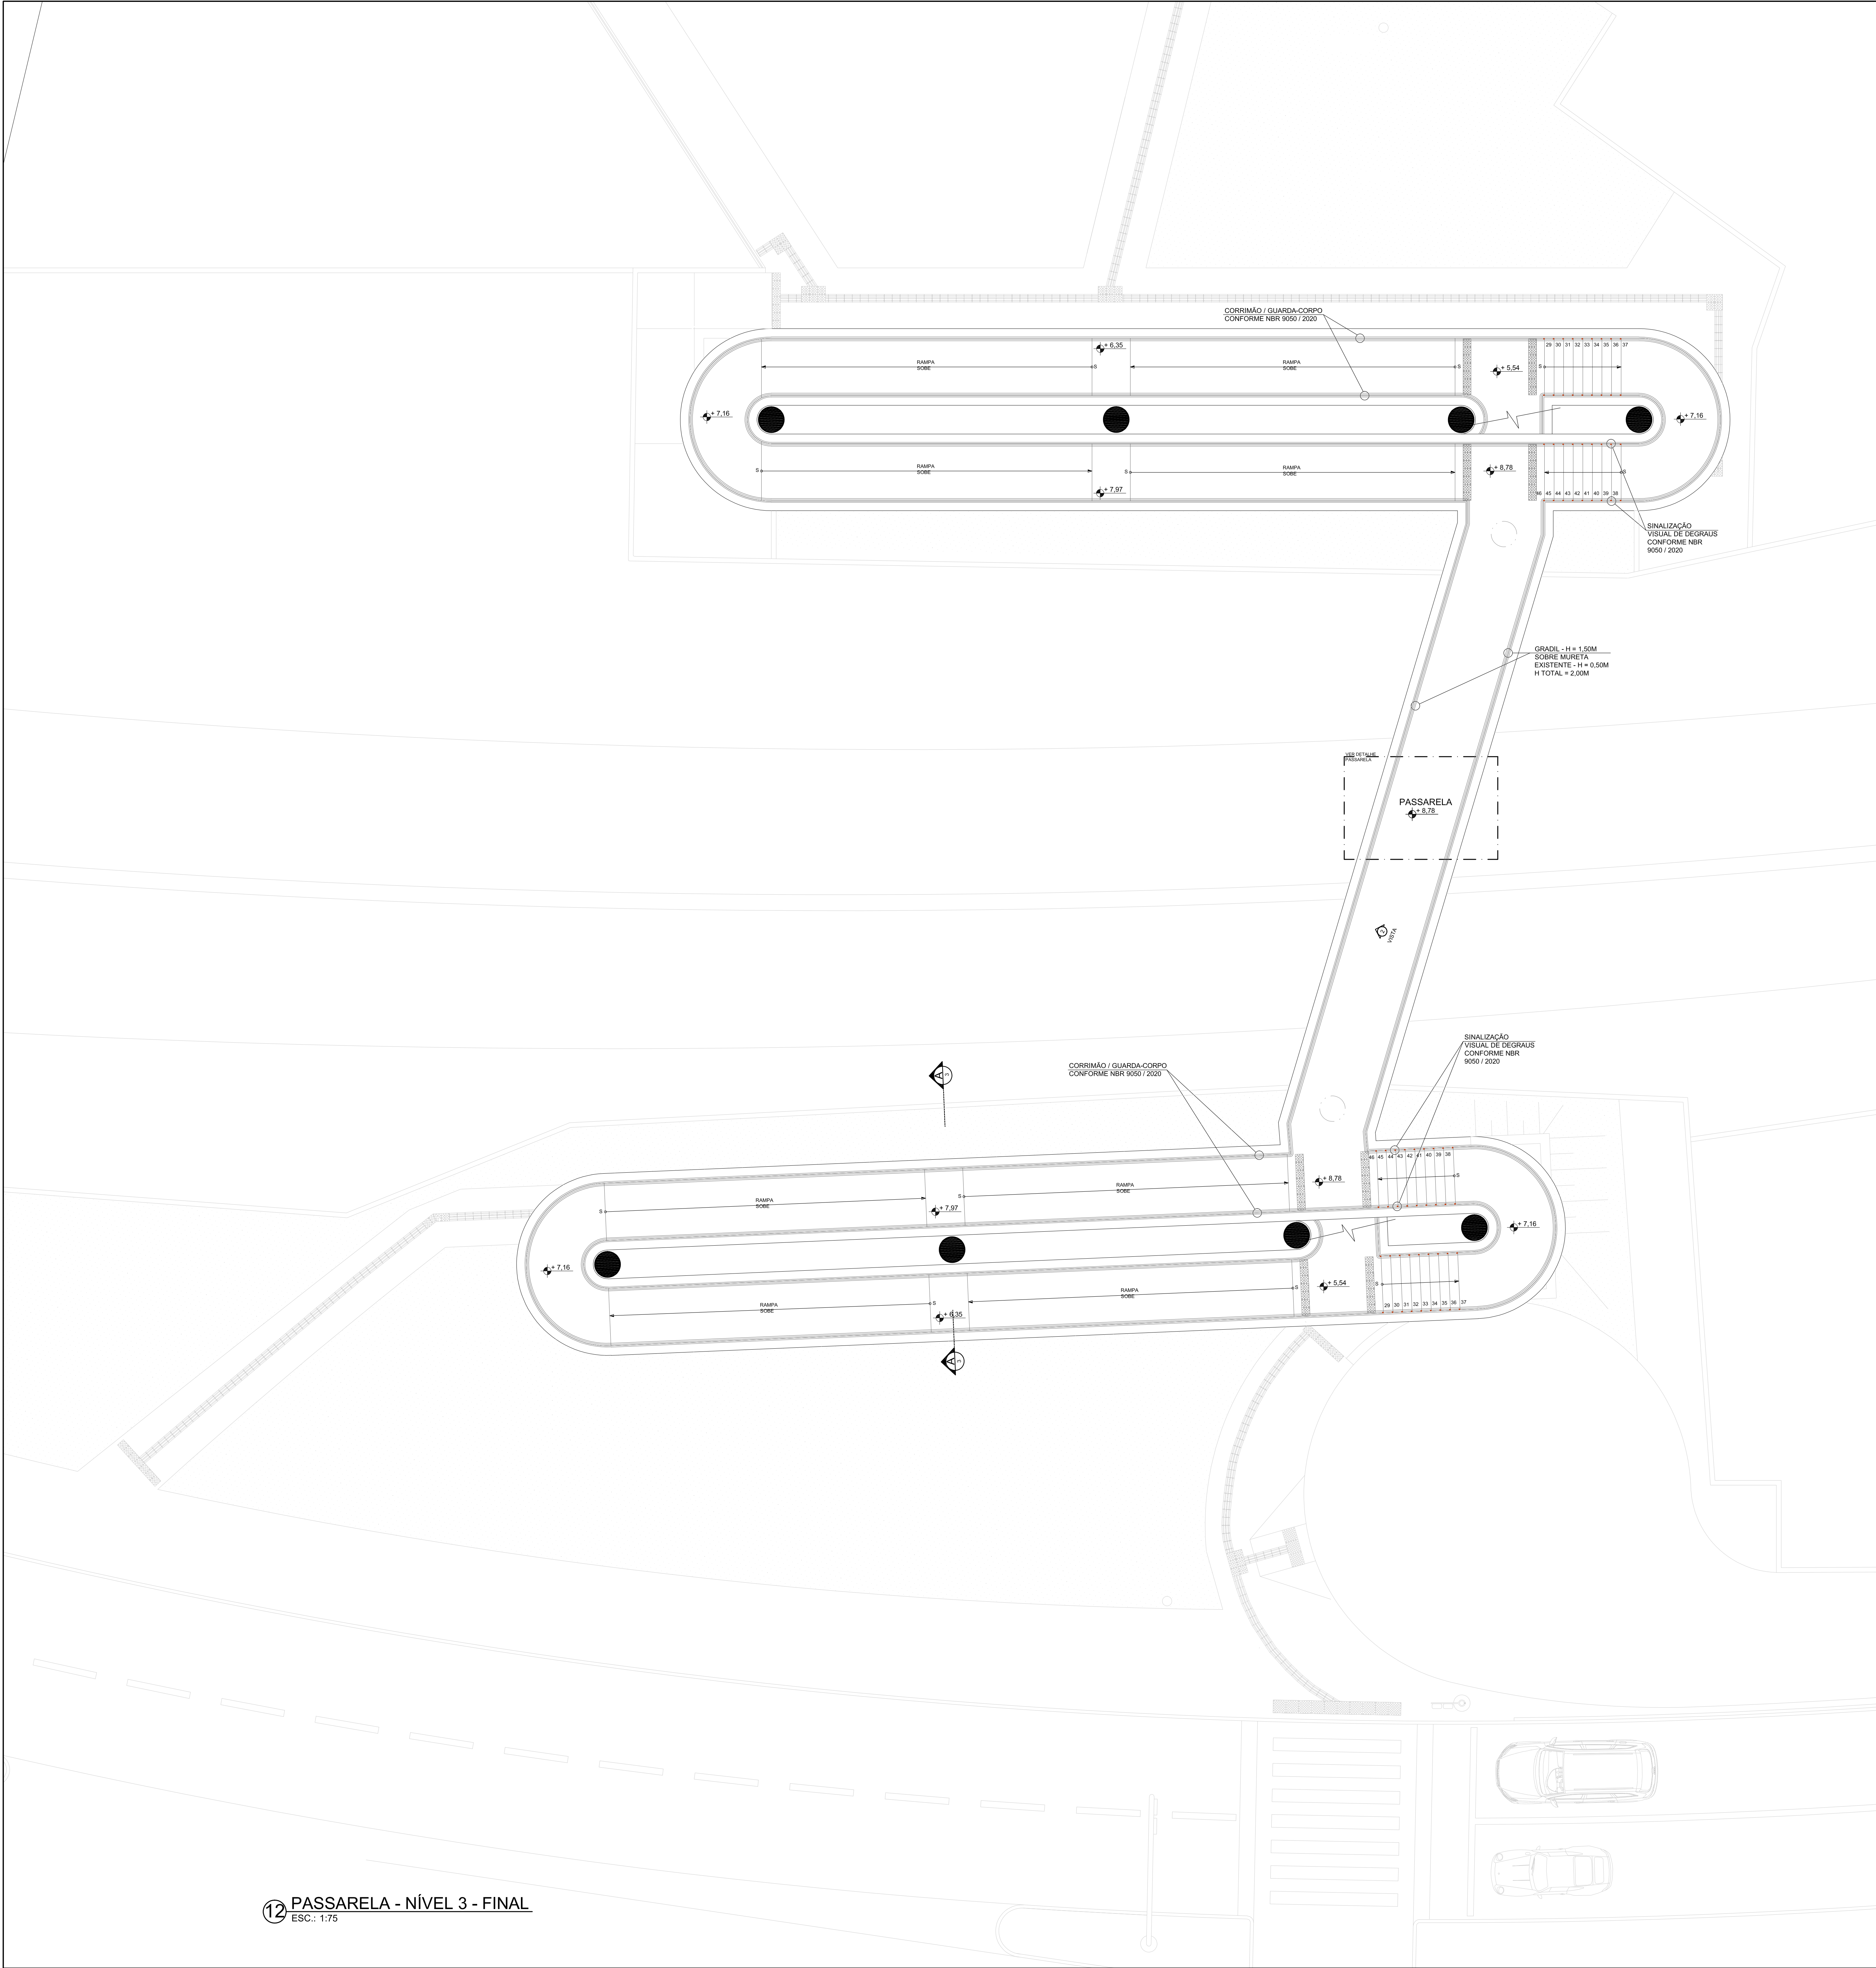 CORRIMÃO / GUARDA-CORPO
CONFORME NBR 9050 / 2020
+ 6,35
RAMPA
SOBE
S
RAMPA
SOBE
S
+ 5,54
S
29 30 31 32 33 34 35 36 37
+ 7,16
+ 7,16
S
RAMPA
SOBE
S
RAMPA
SOBE
+ 8,78
S
+ 7,97
46 45 44 43 42 41 40 39 38
SINALIZAÇÃO
VISUAL DE DEGRAUS
CONFORME NBR
9050 / 2020
GRADIL - H = 1,50M
SOBRE MURETA
EXISTENTE - H = 0,50M
H TOTAL = 2,00M
VER DETALHE
PASSARELA
PASSARELA
+ 8,78
2
VISTA
SINALIZAÇÃO
VISUAL DE DEGRAUS
CONFORME NBR
9050 / 2020
CORRIMÃO / GUARDA-CORPO
CONFORME NBR 9050 / 2020
A
3
46 45 44 43 42 41 40 39 38
S
+ 8,78
RAMPA
SOBE
S
RAMPA
SOBE
S
+ 7,97
+ 7,16
+ 7,16
S
+ 5,54
S
RAMPA
SOBE
S
RAMPA
SOBE
+ 6,35
29 30 31 32 33 34 35 36 37
A
3
12 PASSARELA - NÍVEL 3 - FINAL
ESC.: 1:75